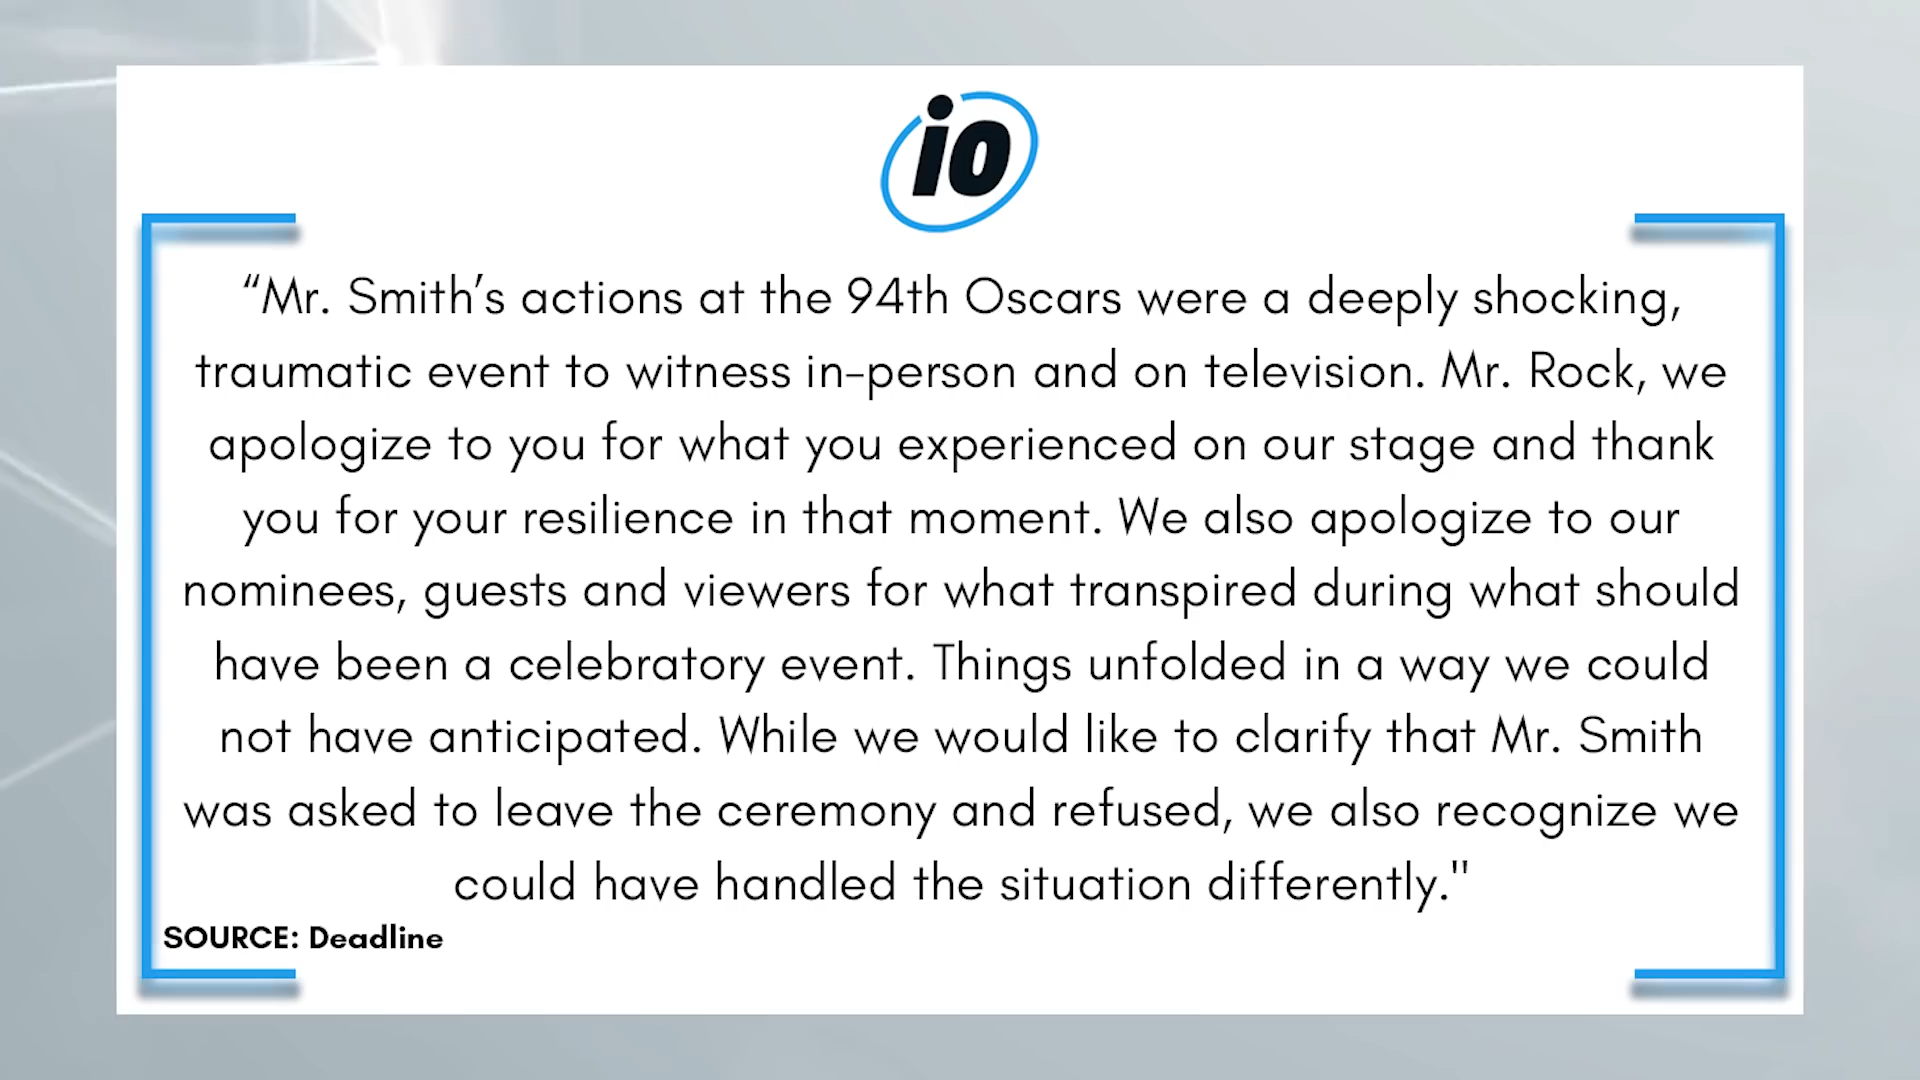 io
“Mr. Smith’s actions at the 94th Oscars were a deeply shocking,
traumatic event to witness in-person and on television. Mr. Rock, we
apologize to you for what you experienced on our stage and thank
you for your resilience in that moment. We also apologize to our
nominees, guests and viewers for what transpired during what should
have been a celebratory event. Things unfolded in a way we could
not have anticipated. While we would like to clarify that Mr. Smith
was asked to leave the ceremony and refused, we also recognize we
could have handled the situation differently."
SOURCE: Deadline